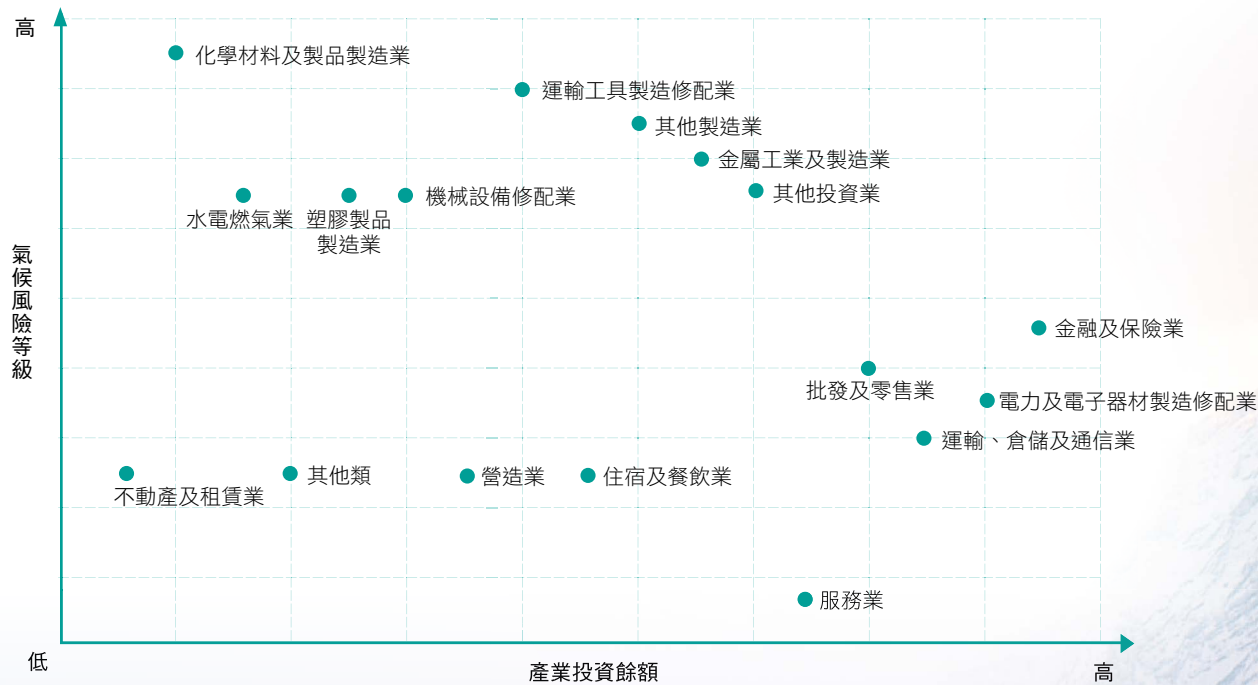 高
化學材料及製品製造業
運輸工具製造修配業
其他製造業
金屬工業及製造業
其他投資業
機械設備修配業
水電燃氣業
塑膠製品
製造業
氣候風險等級
金融及保險業
批發及零售業
電力及電子器材製造修配業
運輸、倉儲及通信業
其他類
營造業
住宿及餐飲業
不動產及租賃業
服務業
低
產業投資餘額
高